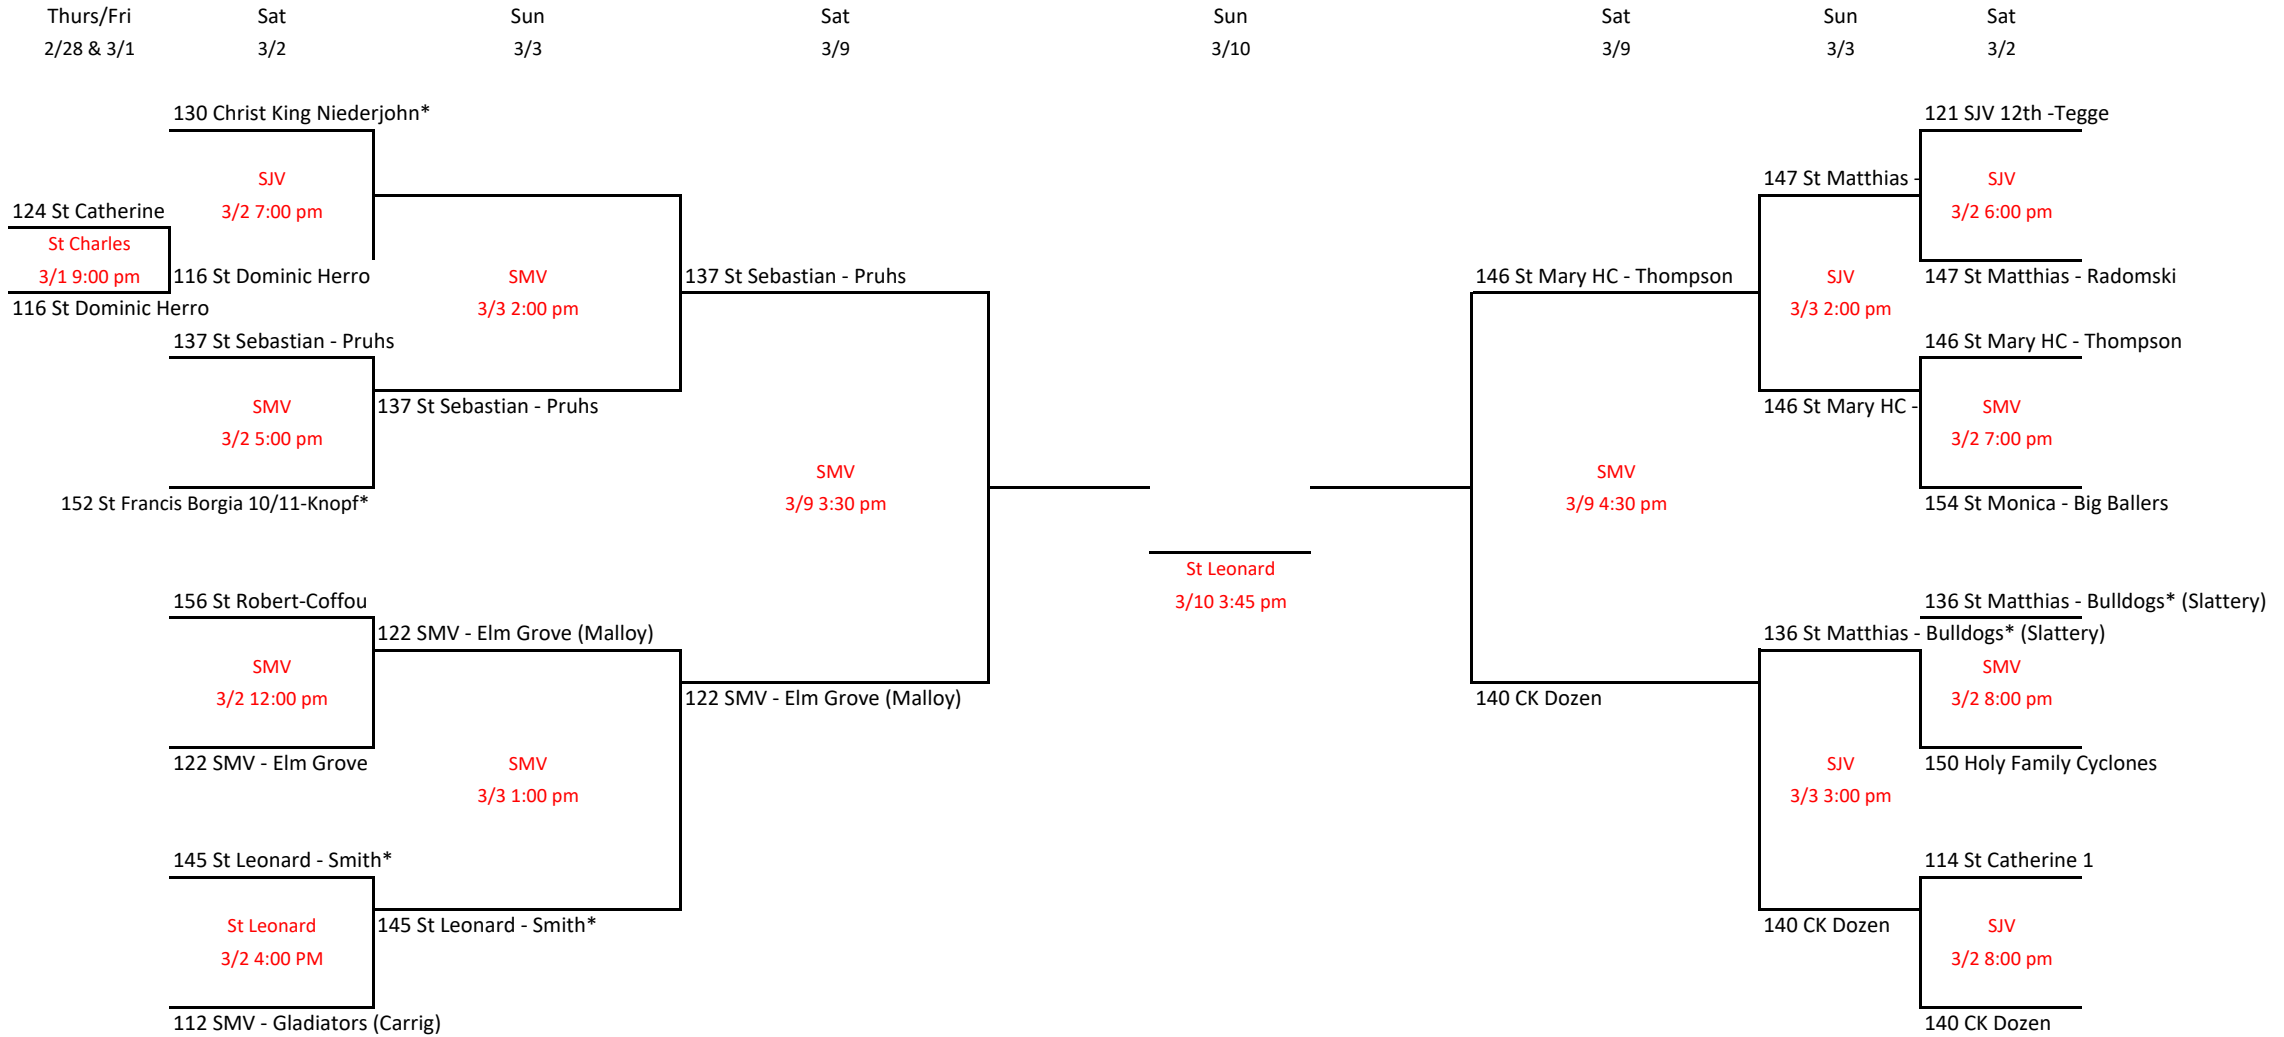 Thurs/Fri Sat Sun Sat Sun Sat Sun Sat
2/28 & 3/1 3/2 3/3 3/9 3/10 3/9 3/3 3/2
130 Christ King Niederjohn* 121 SJV 12th -Tegge
SJV 147 St Matthias - SJV
124 St Catherine 3/2 7:00 pm 3/2 6:00 pm
St Charles
3/1 9:00 pm 116 St Dominic Herro SMV 137 St Sebastian - Pruhs 146 St Mary HC - Thompson SJV 147 St Matthias - Radomski
116 St Dominic Herro 3/3 2:00 pm 3/3 2:00 pm
137 St Sebastian - Pruhs 146 St Mary HC - Thompson
SMV 137 St Sebastian - Pruhs 146 St Mary HC - SMV
3/2 5:00 pm 3/2 7:00 pm
SMV SMV
152 St Francis Borgia 10/11-Knopf* 3/9 3:30 pm 3/9 4:30 pm 154 St Monica - Big Ballers
St Leonard
156 St Robert-Coffou 3/10 3:45 pm 136 St Matthias - Bulldogs* (Slattery)
122 SMV - Elm Grove (Malloy) 136 St Matthias - Bulldogs* (Slattery)
SMV SMV
3/2 12:00 pm 122 SMV - Elm Grove (Malloy) 140 CK Dozen 3/2 8:00 pm
122 SMV - Elm Grove SMV SJV 150 Holy Family Cyclones
3/3 1:00 pm 3/3 3:00 pm
145 St Leonard - Smith* 114 St Catherine 1
St Leonard 145 St Leonard - Smith* 140 CK Dozen SJV
3/2 4:00 PM 3/2 8:00 pm
112 SMV - Gladiators (Carrig) 140 CK Dozen